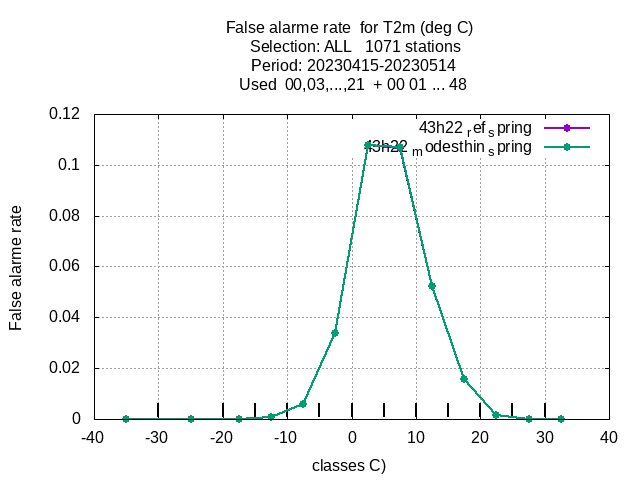 False alarme rate  for T2m (deg C)
Selection: ALL   1071 stations
Period: 20230415-20230514
Used  00,03,...,21  + 00 01 ... 48
0.12
0.1
0.08
0.06
0.04
0.02
0
False alarme rate
43h22 ref spring
43h22 modesthin spring
-40 -30 -20 -10 0 10 20 30 40
classes C)